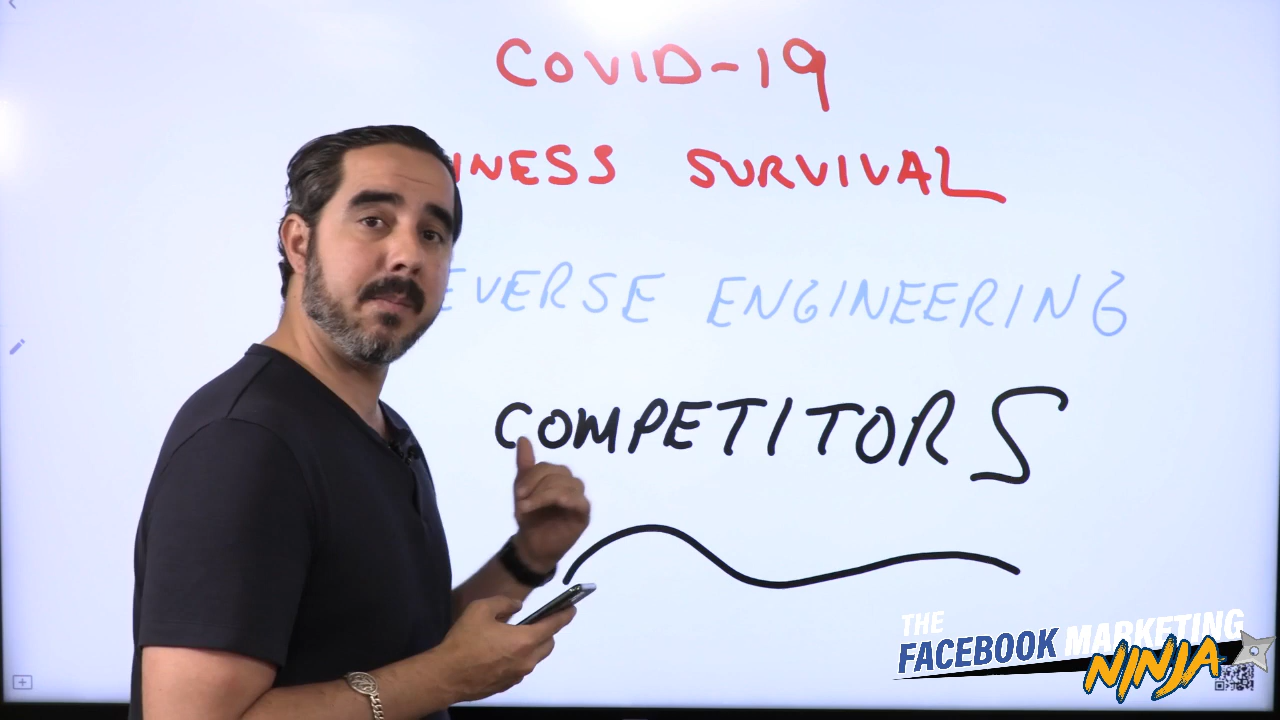 COVID-19
INESS SURVIVAL
EVERSE ENGINEERING
COMPETITORS
THE
FACEBOOK MARKETING
NINJA